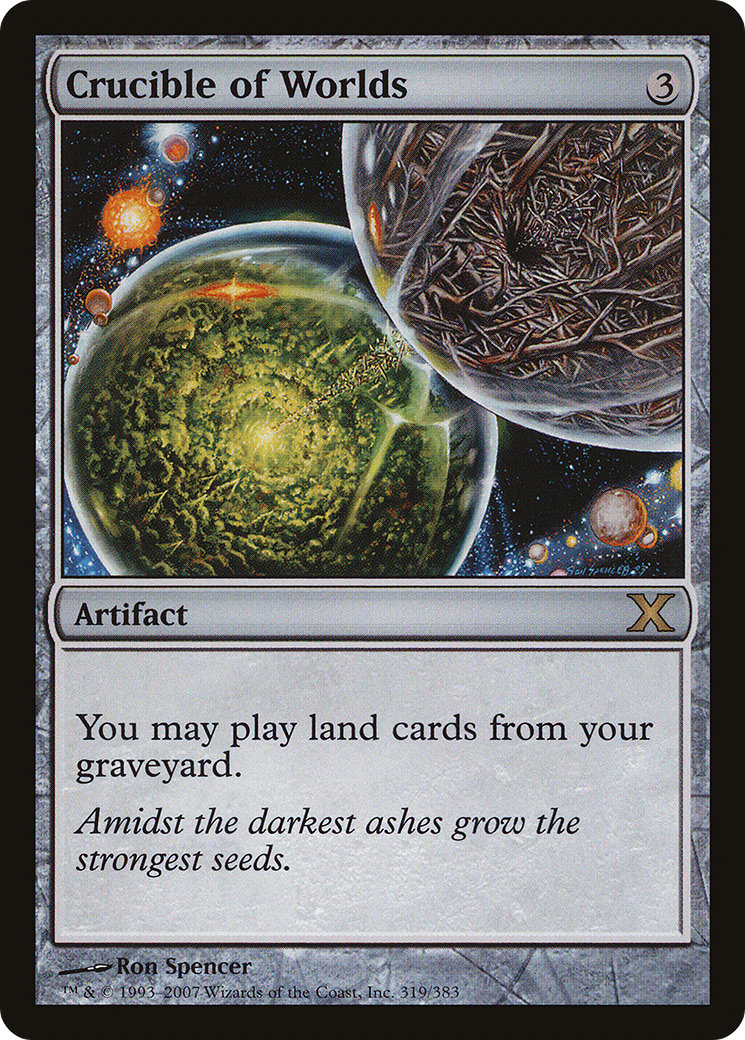 Crucible of Worlds 3
Artifact
You may play land cards from your
graveyard.
Amidst the darkest ashes grow the
strongest seeds.
Ron Spencer
™ & © 1993–2007 Wizards of the Coast, Inc. 319/383